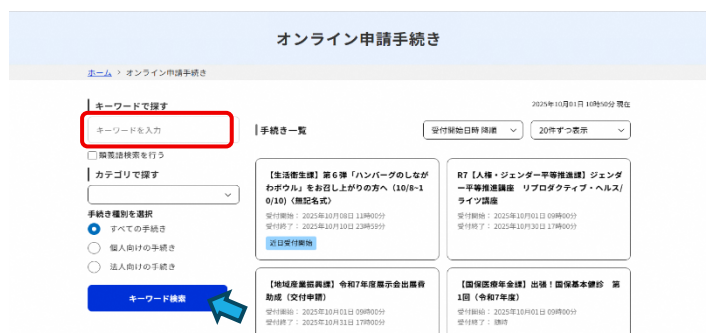 オンライン申請手続き
ホーム > オンライン申請手続き
2025年10月01日 10時50分 現在
キーワードで探す
キーワードを入力
類義語検索を行う
カテゴリで探す
手続き種別を選択
すべての手続き
個人向けの手続き
法人向けの手続き
キーワード検索
手続き一覧
受付開始日時 降順
20件ずつ表示
【生活衛生課】第6弾「ハンバーグのしなが
わボウル」をお召し上がりの方へ（10/8~1
0/10）〈無記名式〉
受付開始：2025年10月08日 11時00分
受付終了：2025年10月10日 23時59分
近日受付開始
R7【人権・ジェンダー平等推進課】ジェンダ
ー平等推進講座 リプロダクティブ・ヘルス/
ライツ講座
受付開始：2025年10月01日 09時00分
受付終了：2025年10月30日 17時00分
【地域産業振興課】令和7年度展示会出展費
助成（交付申請）
受付開始：2025年10月01日 09時00分
受付終了：2025年10月31日 17時00分
【国保医療年金課】出張！国保基本健診 第
1回（令和7年度）
受付開始：2025年10月01日 09時00分
受付終了：随時